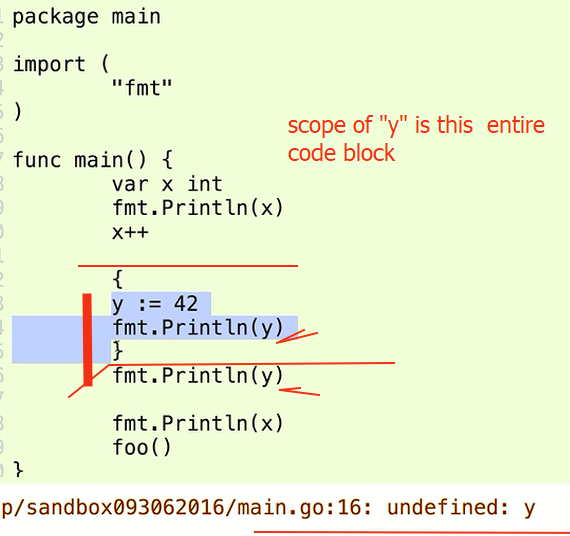 package main
import (
"fmt"
)
scope of "y" is this entire
code block
func main() {
var x int
fmt.Println(x)
x++
{
y := 42
fmt.Println(y)
}
fmt.Println(y)
fmt.Println(x)
foo()
}
p/sandbox093062016/main.go:16: undefined: y